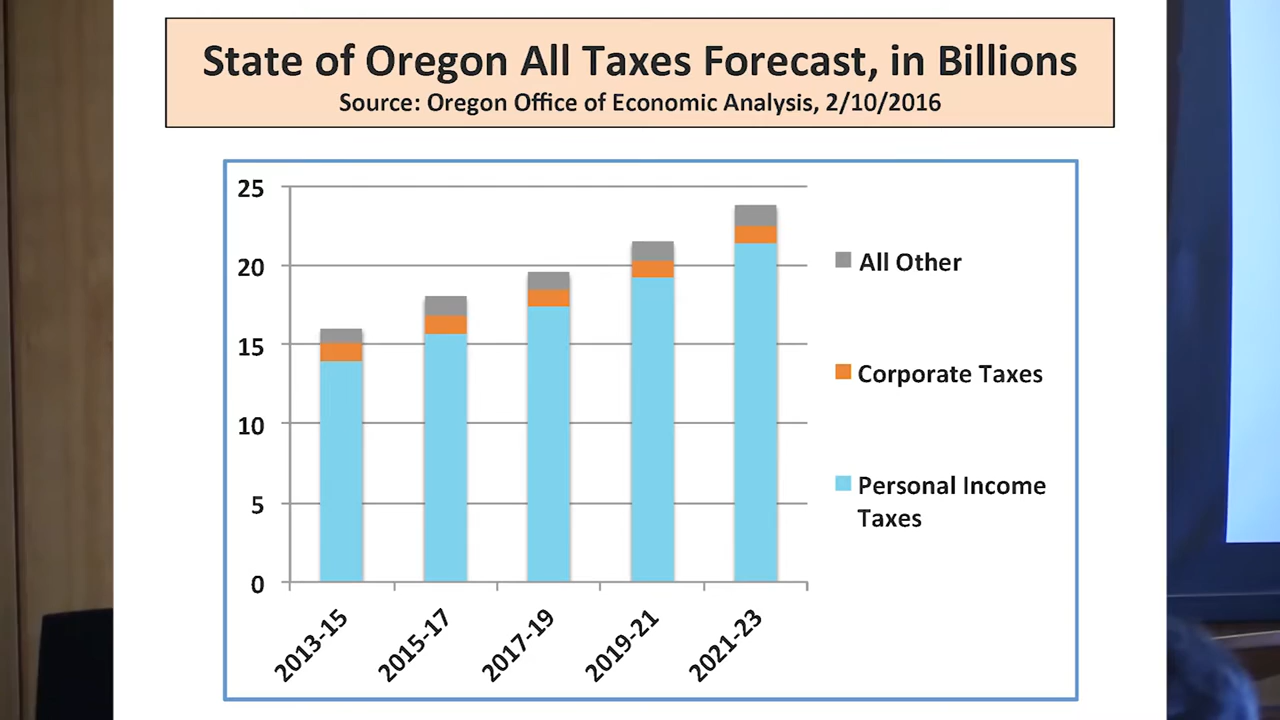 State of Oregon All Taxes Forecast, in Billions
Source: Oregon Office of Economic Analysis, 2/10/2016
25
20
15
10
5
0
2013-15
2015-17
2017-19
2019-21
2021-23
All Other
Corporate Taxes
Personal Income
Taxes